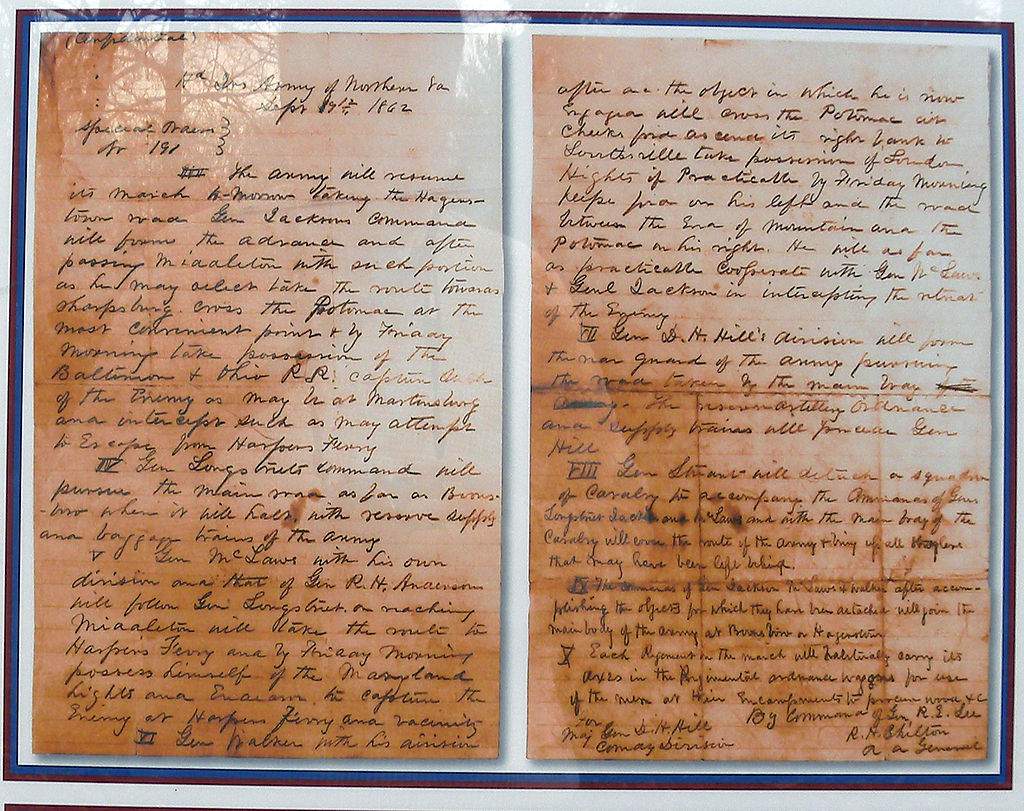 (Confidential)
Hd Qrs Army of Northern Va
Sept 9th 1862
Special Orders }
Nr 191 }
III The Army will resume
its march to-morrow taking the Hagers-
town road Gen Jacksons Command
will form the advance and after
passing Middleton with such portion
as he may select take the route towards
Sharpsburg cross the Potomac at the
most convenient point & by Friday
Morning take possession of the
Baltimore & Ohio R.R. capture such
of the Enemy as may be at Martinsburg
and intercept such as may attempt
to Escape from Harpers Ferry
IV Gen Longstreets command will
pursue the main road as far as Boons-
boro when it will halt, with reserve supply
and baggage trains of the army
V Gen McLaws with his own
division and that of Gen R. H. Anderson
will follow Gen Longstreet. on reaching
Middleton will take the route to
Harpers Ferry and by Friday Morning
possess himself of the Maryland
hights and Endeavor to capture the
Enemy at Harpers Ferry and vacinity
VI Gen Walker with his division
after the object in which he is now
Engaged will cross the Potomac at
Cheeks ford ascend its right bank to
Lovettsville take possession of Loudon
Hights if Practicable by Friday Morning
Keeps ford on his left and the road
between the End of Mountain and the
Potomac on his right. He will as far
as practicable Cooperate with Gen McLaws
& Genl Jackson in intercepting the retreat
of the Enemy
VII Gen D. H. Hill's division will form
the rear guard of the army pursuing
the road taken by the main body
Army. The reserve artillery Ordnance
and supply trains will precede Gen
Hill
VIII Gen Stuart will detach a squadron
of Cavalry to accompany the Commands of Gens
Longstreet Jackson and McLaws and with the main body of the
Cavalry will cover the route of the Army & bring up all stragglers
that may have been left behind.
IX The commands of Gen Jackson McLaws & Walker after accom-
plishing the objects for which they have been detached will join the
main body of the army at Boonsboro or Hagerstown
X Each Regiment on the march will habitually carry its
axes in the Regimental ordnance waggons for use
of the men at their Encampments to procure wood &c
By Command of Gen. R. E. Lee
For
Maj Gen D. H. Hill R. H. Chilton
Comdg Division A A General